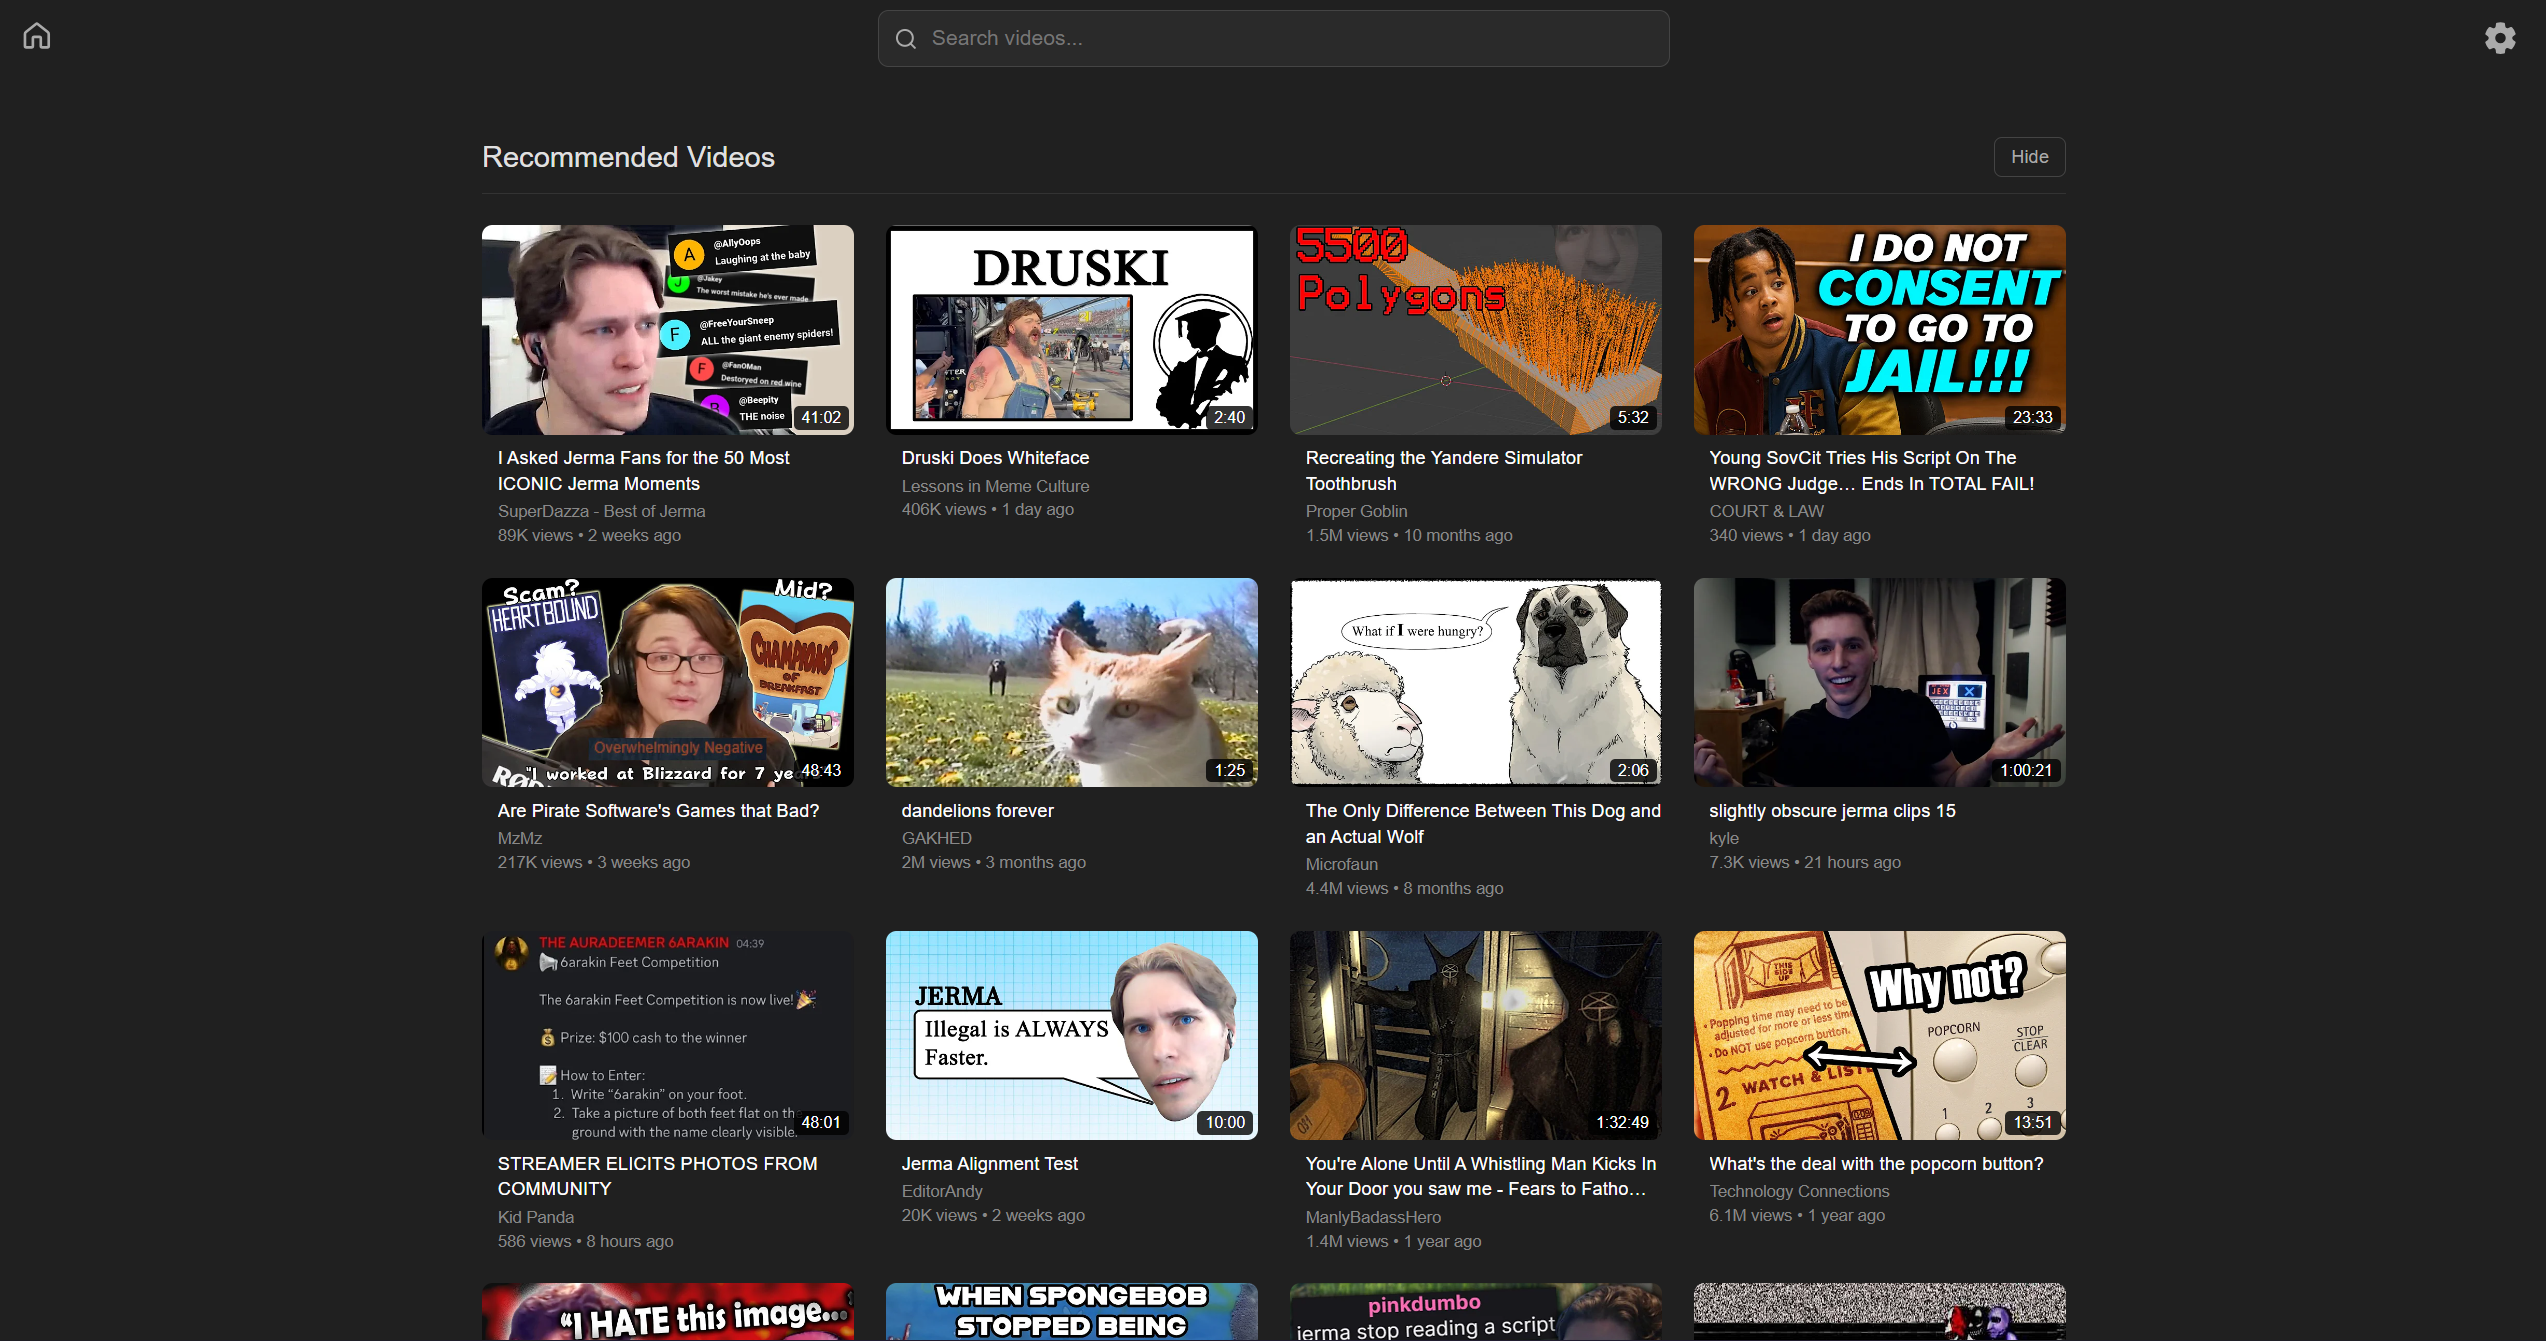 Search videos...
Recommended Videos
Hide
@AllyOops
A
Laughing at the baby
@Jakey
J
The worst mistake he's ever made
@FreeYourSneep
F
ALL the giant enemy spiders!
@FanOMan
F
Destoryed on red wine
@Beepity
B
THE noise
41:02
DRUSKI
2:40
5500
Polygons
5:32
I DO NOT
CONSENT
TO GO TO
JAIL!!!
23:33
I Asked Jerma Fans for the 50 Most
ICONIC Jerma Moments
SuperDazza - Best of Jerma
89K views • 2 weeks ago
Druski Does Whiteface
Lessons in Meme Culture
406K views • 1 day ago
Recreating the Yandere Simulator
Toothbrush
Proper Goblin
1.5M views • 10 months ago
Young SovCit Tries His Script On The
WRONG Judge... Ends In TOTAL FAIL!
COURT & LAW
340 views • 1 day ago
Scam?
HEARTBOUND
Mid?
CHAMPIONS
OF
BREAKFAST
Overwhelmingly Negative
"I worked at Blizzard for 7 ye
48:43
1:25
What if I were hungry?
2:06
JEX X
1:00:21
Are Pirate Software's Games that Bad?
MzMz
217K views • 3 weeks ago
dandelions forever
GAKHED
2M views • 3 months ago
The Only Difference Between This Dog and
an Actual Wolf
Microfaun
4.4M views • 8 months ago
slightly obscure jerma clips 15
kyle
7.3K views • 21 hours ago
THE AURADEEMER 6ARAKIN 04:39
6arakin Feet Competition
The 6arakin Feet Competition is now live!
Prize: $100 cash to the winner
How to Enter:
1. Write "6arakin" on your foot.
2. Take a picture of both feet flat on th
ground with the name clearly visible.
48:01
JERMA
Illegal is ALWAYS
Faster.
10:00
1:32:49
THIS
SIDE
UP
• Popping time may need to be
adjusted for more or less tim
• Do NOT use popcorn button.
2. WATCH & LIST
Why not?
POPCORN
STOP
CLEAR
1 2 3
13:51
STREAMER ELICITS PHOTOS FROM
COMMUNITY
Kid Panda
586 views • 8 hours ago
Jerma Alignment Test
EditorAndy
20K views • 2 weeks ago
You're Alone Until A Whistling Man Kicks In
Your Door you saw me - Fears to Fatho...
ManlyBadassHero
1.4M views • 1 year ago
What's the deal with the popcorn button?
Technology Connections
6.1M views • 1 year ago
"I HATE this image...
WHEN SPONGEBOB
STOPPED BEING
pinkdumbo
jerma stop reading a script